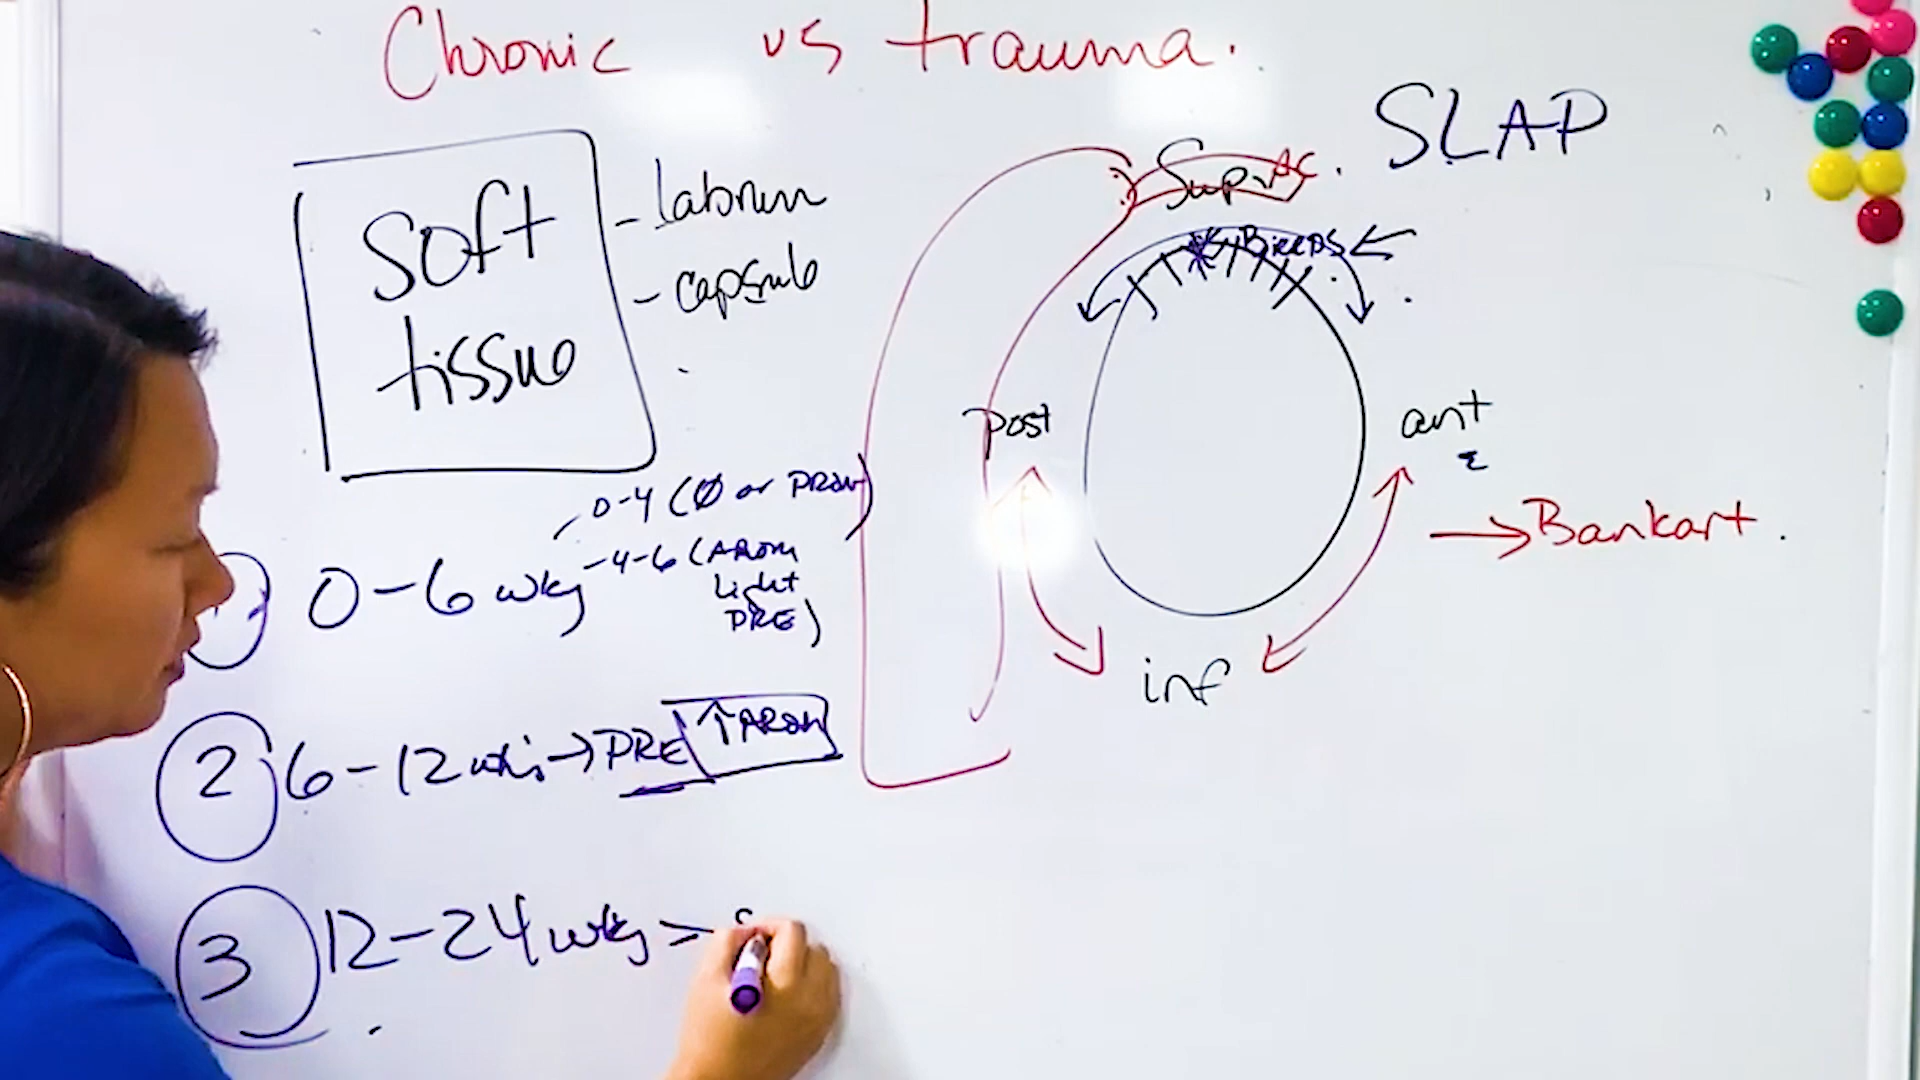 Chronic vs trauma.
SLAP
Sup.
Soft
tissue
- labrum
- capsule
Biceps
post
ant
inf
→ Bankart.
0-4 (Ø or PROM)
0-6 wks
-4-6 (AROM
light
PRE)
2 6-12 wks → PRE ↑AROM
3 12-24 wks >